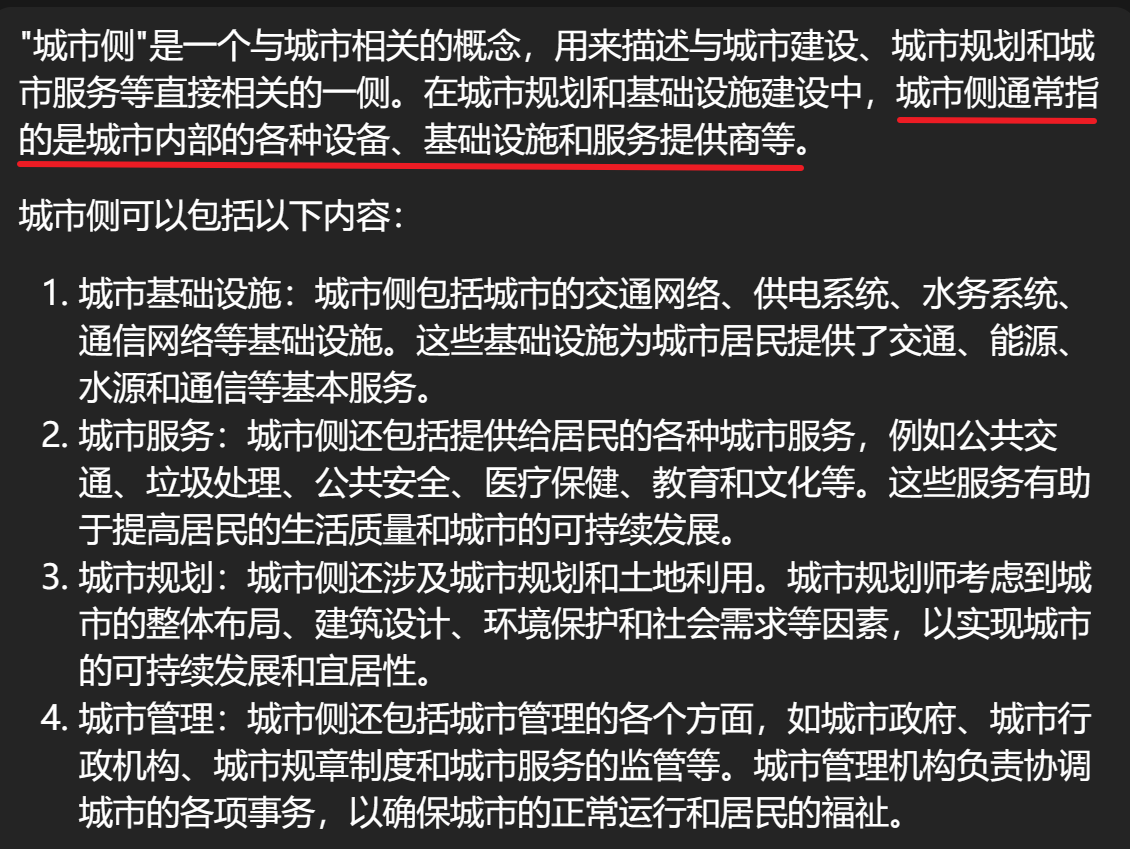 "城市侧"是一个与城市相关的概念，用来描述与城市建设、城市规划和城
市服务等直接相关的一侧。在城市规划和基础设施建设中，城市侧通常指
的是城市内部的各种设备、基础设施和服务提供商等。
城市侧可以包括以下内容：
1. 城市基础设施：城市侧包括城市的交通网络、供电系统、水务系统、
通信网络等基础设施。这些基础设施为城市居民提供了交通、能源、
水源和通信等基本服务。
2. 城市服务：城市侧还包括提供给居民的各种城市服务，例如公共交
通、垃圾处理、公共安全、医疗保健、教育和文化等。这些服务有助
于提高居民的生活质量和城市的可持续发展。
3. 城市规划：城市侧还涉及城市规划和土地利用。城市规划师考虑到城
市的整体布局、建筑设计、环境保护和社会需求等因素，以实现城市
的可持续发展和宜居性。
4. 城市管理：城市侧还包括城市管理的各个方面，如城市政府、城市行
政机构、城市规章制度和城市服务的监管等。城市管理机构负责协调
城市的各项事务，以确保城市的正常运行和居民的福祉。